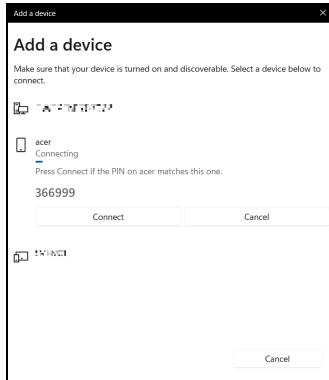 Add a device
Add a device
Make sure that your device is turned on and discoverable. Select a device below to
connect.
acer
Connecting
Press Connect if the PIN on acer matches this one.
366999
Connect Cancel
Cancel